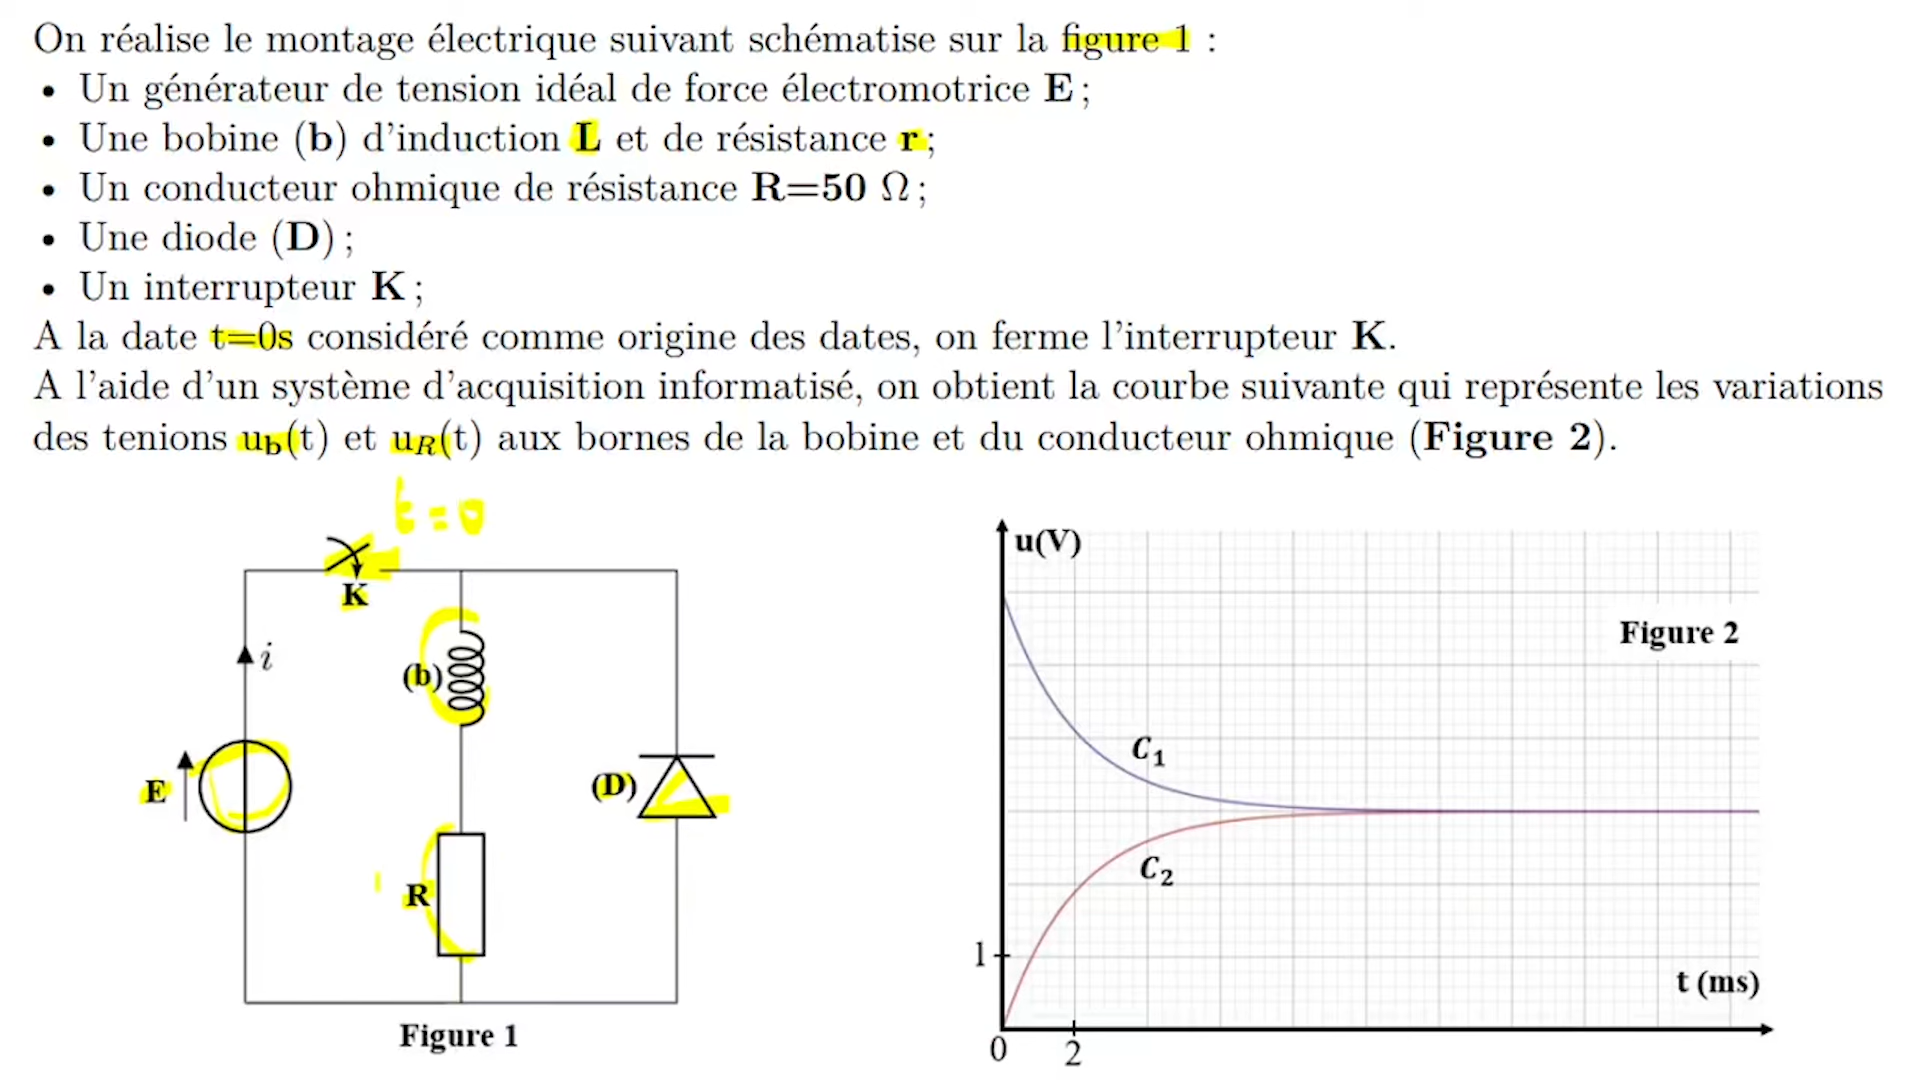 On réalise le montage électrique suivant schématise sur la figure 1 :
• Un générateur de tension idéal de force électromotrice E ;
• Une bobine (b) d'induction L et de résistance r ;
• Un conducteur ohmique de résistance R=50 Ω ;
• Une diode (D) ;
• Un interrupteur K ;
A la date t=0s considéré comme origine des dates, on ferme l'interrupteur K.
A l'aide d'un système d'acquisition informatisé, on obtient la courbe suivante qui représente les variations
des tenions u_b(t) et u_R(t) aux bornes de la bobine et du conducteur ohmique (Figure 2).
t=0
K
i
(b)
E
(D)
R
Figure 1
u(V)
Figure 2
C₁
C₂
1
t (ms)
0
2